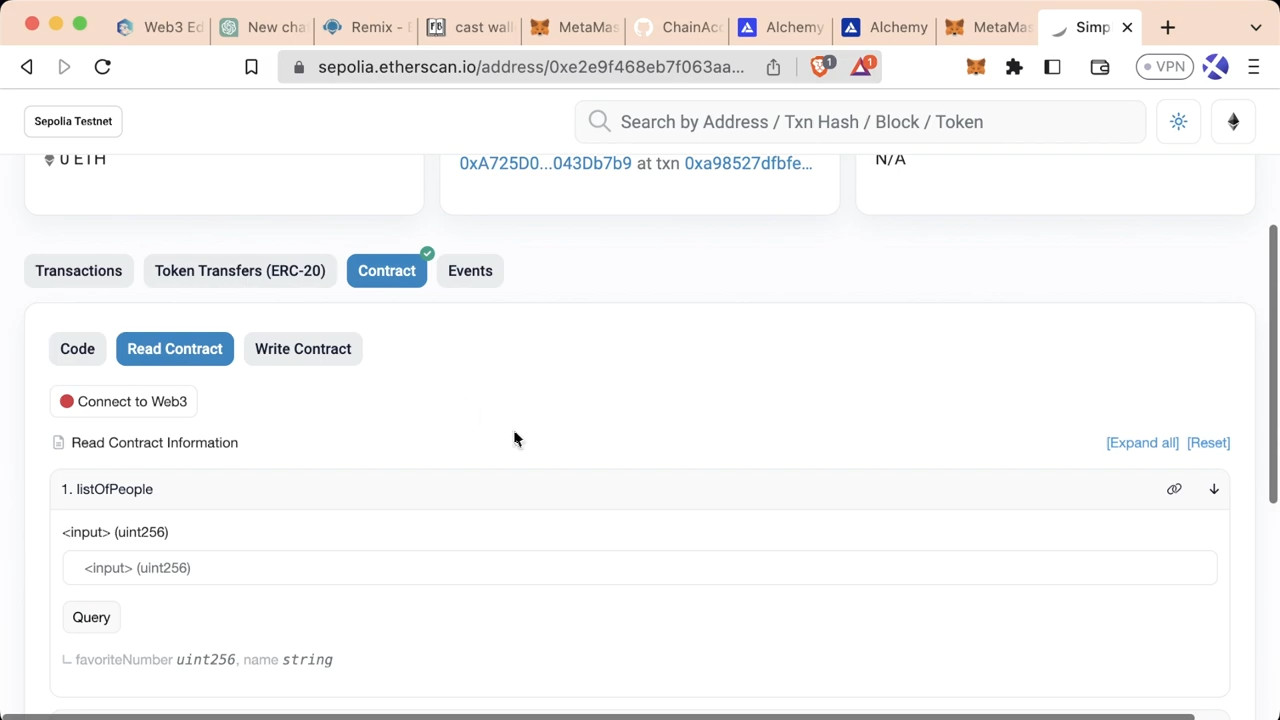 Web3 Ed
New cha
Remix - E
cast wall
MetaMas
ChainAcc
Alchemy
Alchemy
MetaMas
Simp
sepolia.etherscan.io/address/0xe2e9f468eb7f063aa...
1
1
VPN
Sepolia Testnet
Search by Address / Txn Hash / Block / Token
0 ETH
0xA725D0...043Db7b9 at txn 0xa98527dfbfe...
N/A
Transactions
Token Transfers (ERC-20)
Contract
Events
Code
Read Contract
Write Contract
Connect to Web3
Read Contract Information
[Expand all] [Reset]
1. listOfPeople
<input> (uint256)
<input> (uint256)
Query
favoriteNumber uint256, name string